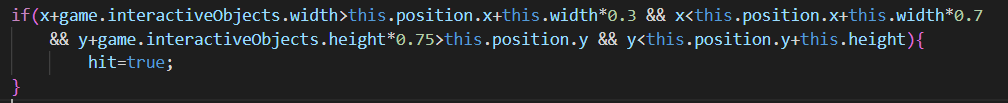 if(x+game.interactiveObjects.width>this.position.x+this.width*0.3 && x<this.position.x+this.width*0.7
&& y+game.interactiveObjects.height*0.75>this.position.y && y<this.position.y+this.height){
hit=true;
}